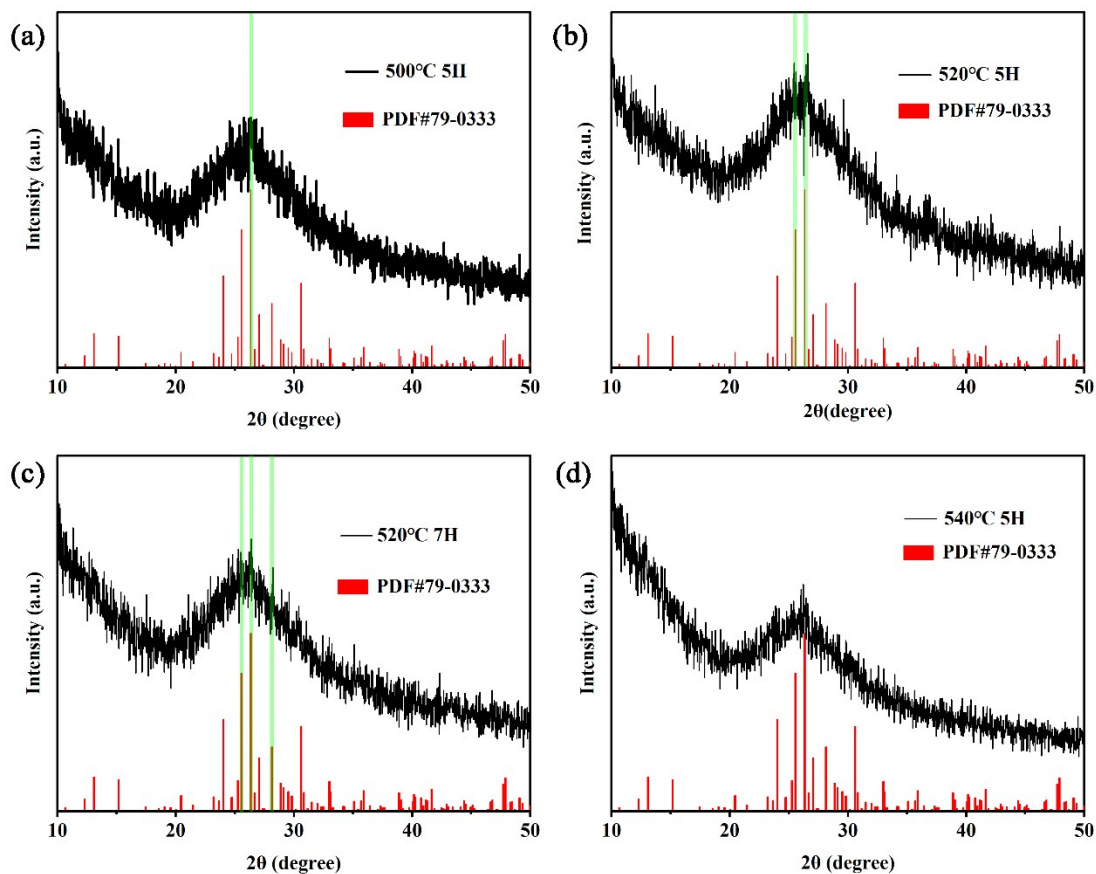 (a)
500°C 5H
PDF#79-0333
Intensity (a.u.)
10 20 30 40 50
2θ (degree)
(b)
520°C 5H
PDF#79-0333
Intensity (a.u.)
10 20 30 40 50
2θ(degree)
(c)
520°C 7H
PDF#79-0333
Intensity (a.u.)
10 20 30 40 50
2θ (degree)
(d)
540°C 5H
PDF#79-0333
Intensity (a.u.)
10 20 30 40 50
2θ (degree)